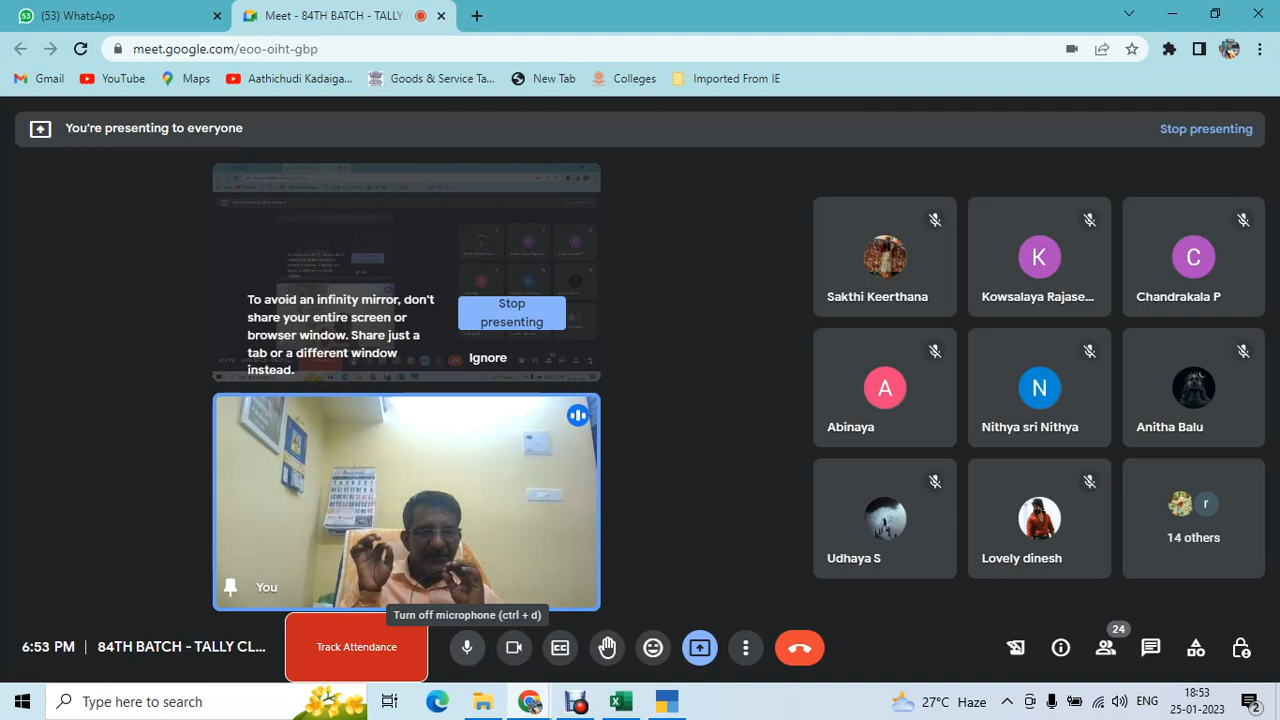 (53) WhatsApp
Meet - 84TH BATCH - TALLY
meet.google.com/eoo-oiht-gbp
Gmail
YouTube
Maps
Aathichudi Kadaiga...
Goods & Service Ta...
New Tab
Colleges
Imported From IE
You're presenting to everyone
Stop presenting
To avoid an infinity mirror, don't
share your entire screen or
browser window. Share just a
tab or a different window
instead.
Stop
presenting
Ignore
Sakthi Keerthana
K
Kowsalaya Rajase...
C
Chandrakala P
A
Abinaya
N
Nithya sri Nithya
Anitha Balu
Udhaya S
Lovely dinesh
r
14 others
You
Turn off microphone (ctrl + d)
6:53 PM | 84TH BATCH - TALLY CL...
Track Attendance
24
Type here to search
27°C Haze
ENG
18:53
25-01-2023
2